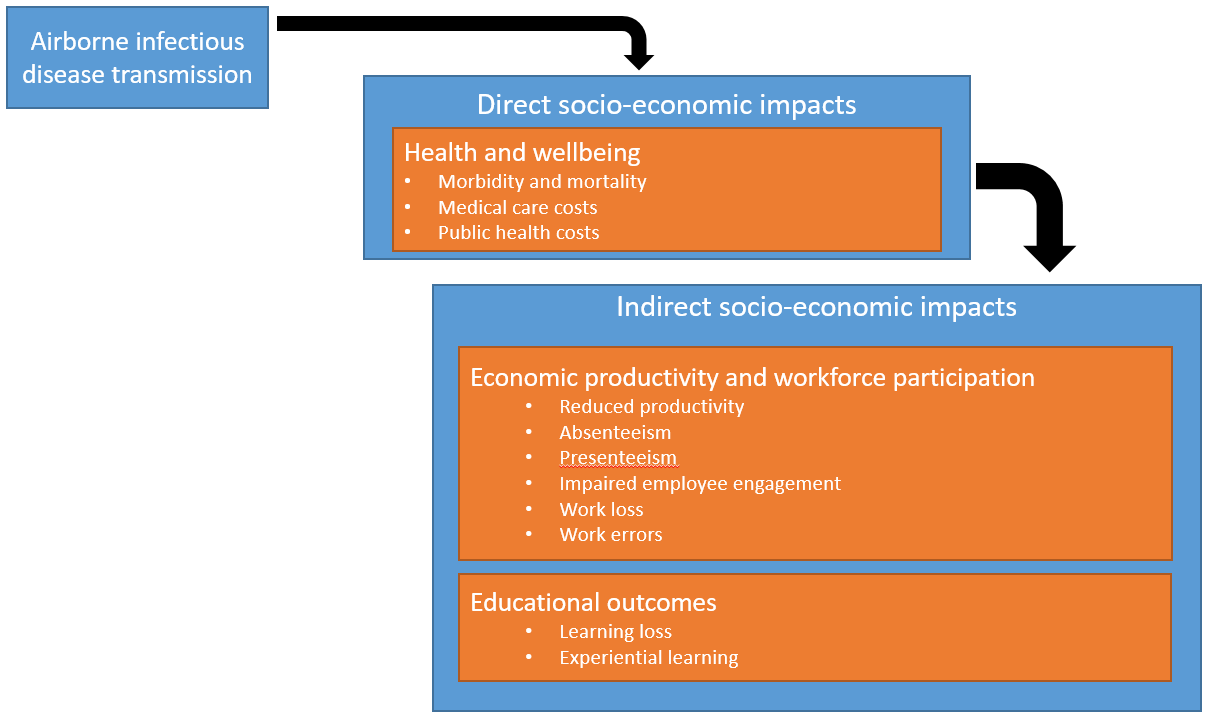 Airborne infectious
disease transmission
Direct socio-economic impacts
Health and wellbeing
• Morbidity and mortality
• Medical care costs
• Public health costs
Indirect socio-economic impacts
Economic productivity and workforce participation
• Reduced productivity
• Absenteeism
• Presenteeism
• Impaired employee engagement
• Work loss
• Work errors
Educational outcomes
• Learning loss
• Experiential learning